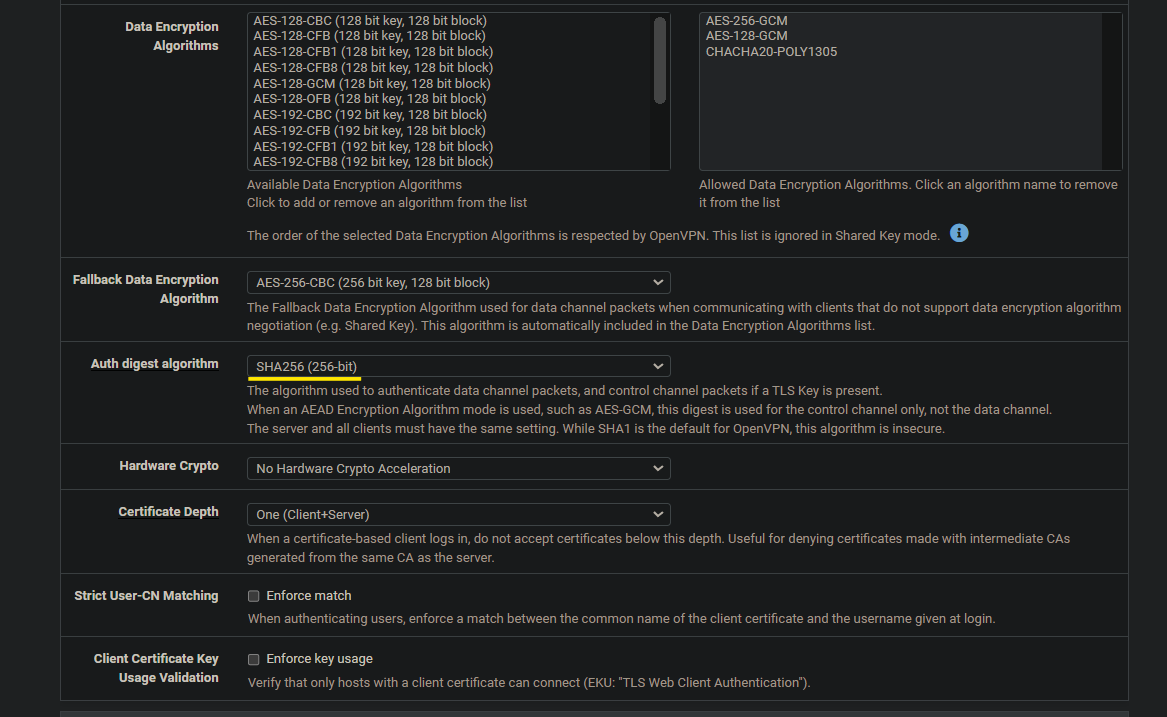 Data Encryption
Algorithms
AES-128-CBC (128 bit key, 128 bit block)
AES-128-CFB (128 bit key, 128 bit block)
AES-128-CFB1 (128 bit key, 128 bit block)
AES-128-CFB8 (128 bit key, 128 bit block)
AES-128-GCM (128 bit key, 128 bit block)
AES-128-OFB (128 bit key, 128 bit block)
AES-192-CBC (192 bit key, 128 bit block)
AES-192-CFB (192 bit key, 128 bit block)
AES-192-CFB1 (192 bit key, 128 bit block)
AES-192-CFB8 (192 bit key, 128 bit block)
Available Data Encryption Algorithms
Click to add or remove an algorithm from the list
AES-256-GCM
AES-128-GCM
CHACHA20-POLY1305
Allowed Data Encryption Algorithms. Click an algorithm name to remove
it from the list
The order of the selected Data Encryption Algorithms is respected by OpenVPN. This list is ignored in Shared Key mode.
Fallback Data Encryption
Algorithm
AES-256-CBC (256 bit key, 128 bit block)
The Fallback Data Encryption Algorithm used for data channel packets when communicating with clients that do not support data encryption algorithm
negotiation (e.g. Shared Key). This algorithm is automatically included in the Data Encryption Algorithms list.
Auth digest algorithm
SHA256 (256-bit)
The algorithm used to authenticate data channel packets, and control channel packets if a TLS Key is present.
When an AEAD Encryption Algorithm mode is used, such as AES-GCM, this digest is used for the control channel only, not the data channel.
The server and all clients must have the same setting. While SHA1 is the default for OpenVPN, this algorithm is insecure.
Hardware Crypto
No Hardware Crypto Acceleration
Certificate Depth
One (Client+Server)
When a certificate-based client logs in, do not accept certificates below this depth. Useful for denying certificates made with intermediate CAs
generated from the same CA as the server.
Strict User-CN Matching
Enforce match
When authenticating users, enforce a match between the common name of the client certificate and the username given at login.
Client Certificate Key
Usage Validation
Enforce key usage
Verify that only hosts with a client certificate can connect (EKU: "TLS Web Client Authentication").